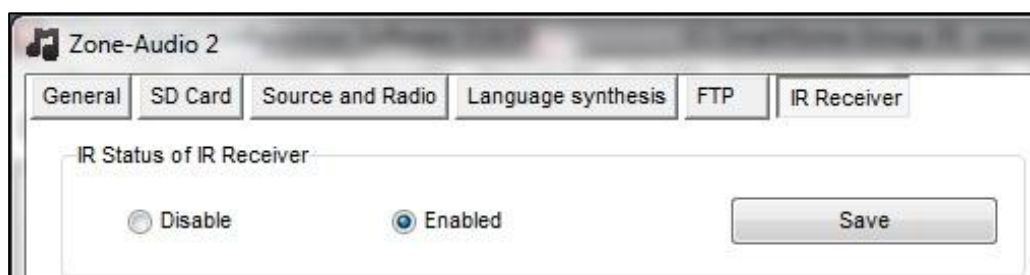 Zone-Audio 2
General SD Card Source and Radio Language synthesis FTP IR Receiver
IR Status of IR Receiver
Disable Enabled Save